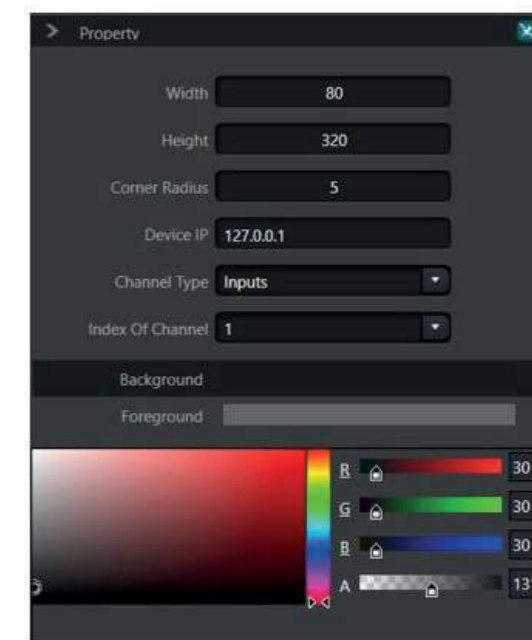 Property
Width 80
Height 320
Corner Radius 5
Device IP 127.0.0.1
Channel Type Inputs
Index Of Channel 1
Background
Foreground
R 30
G 30
B 30
A